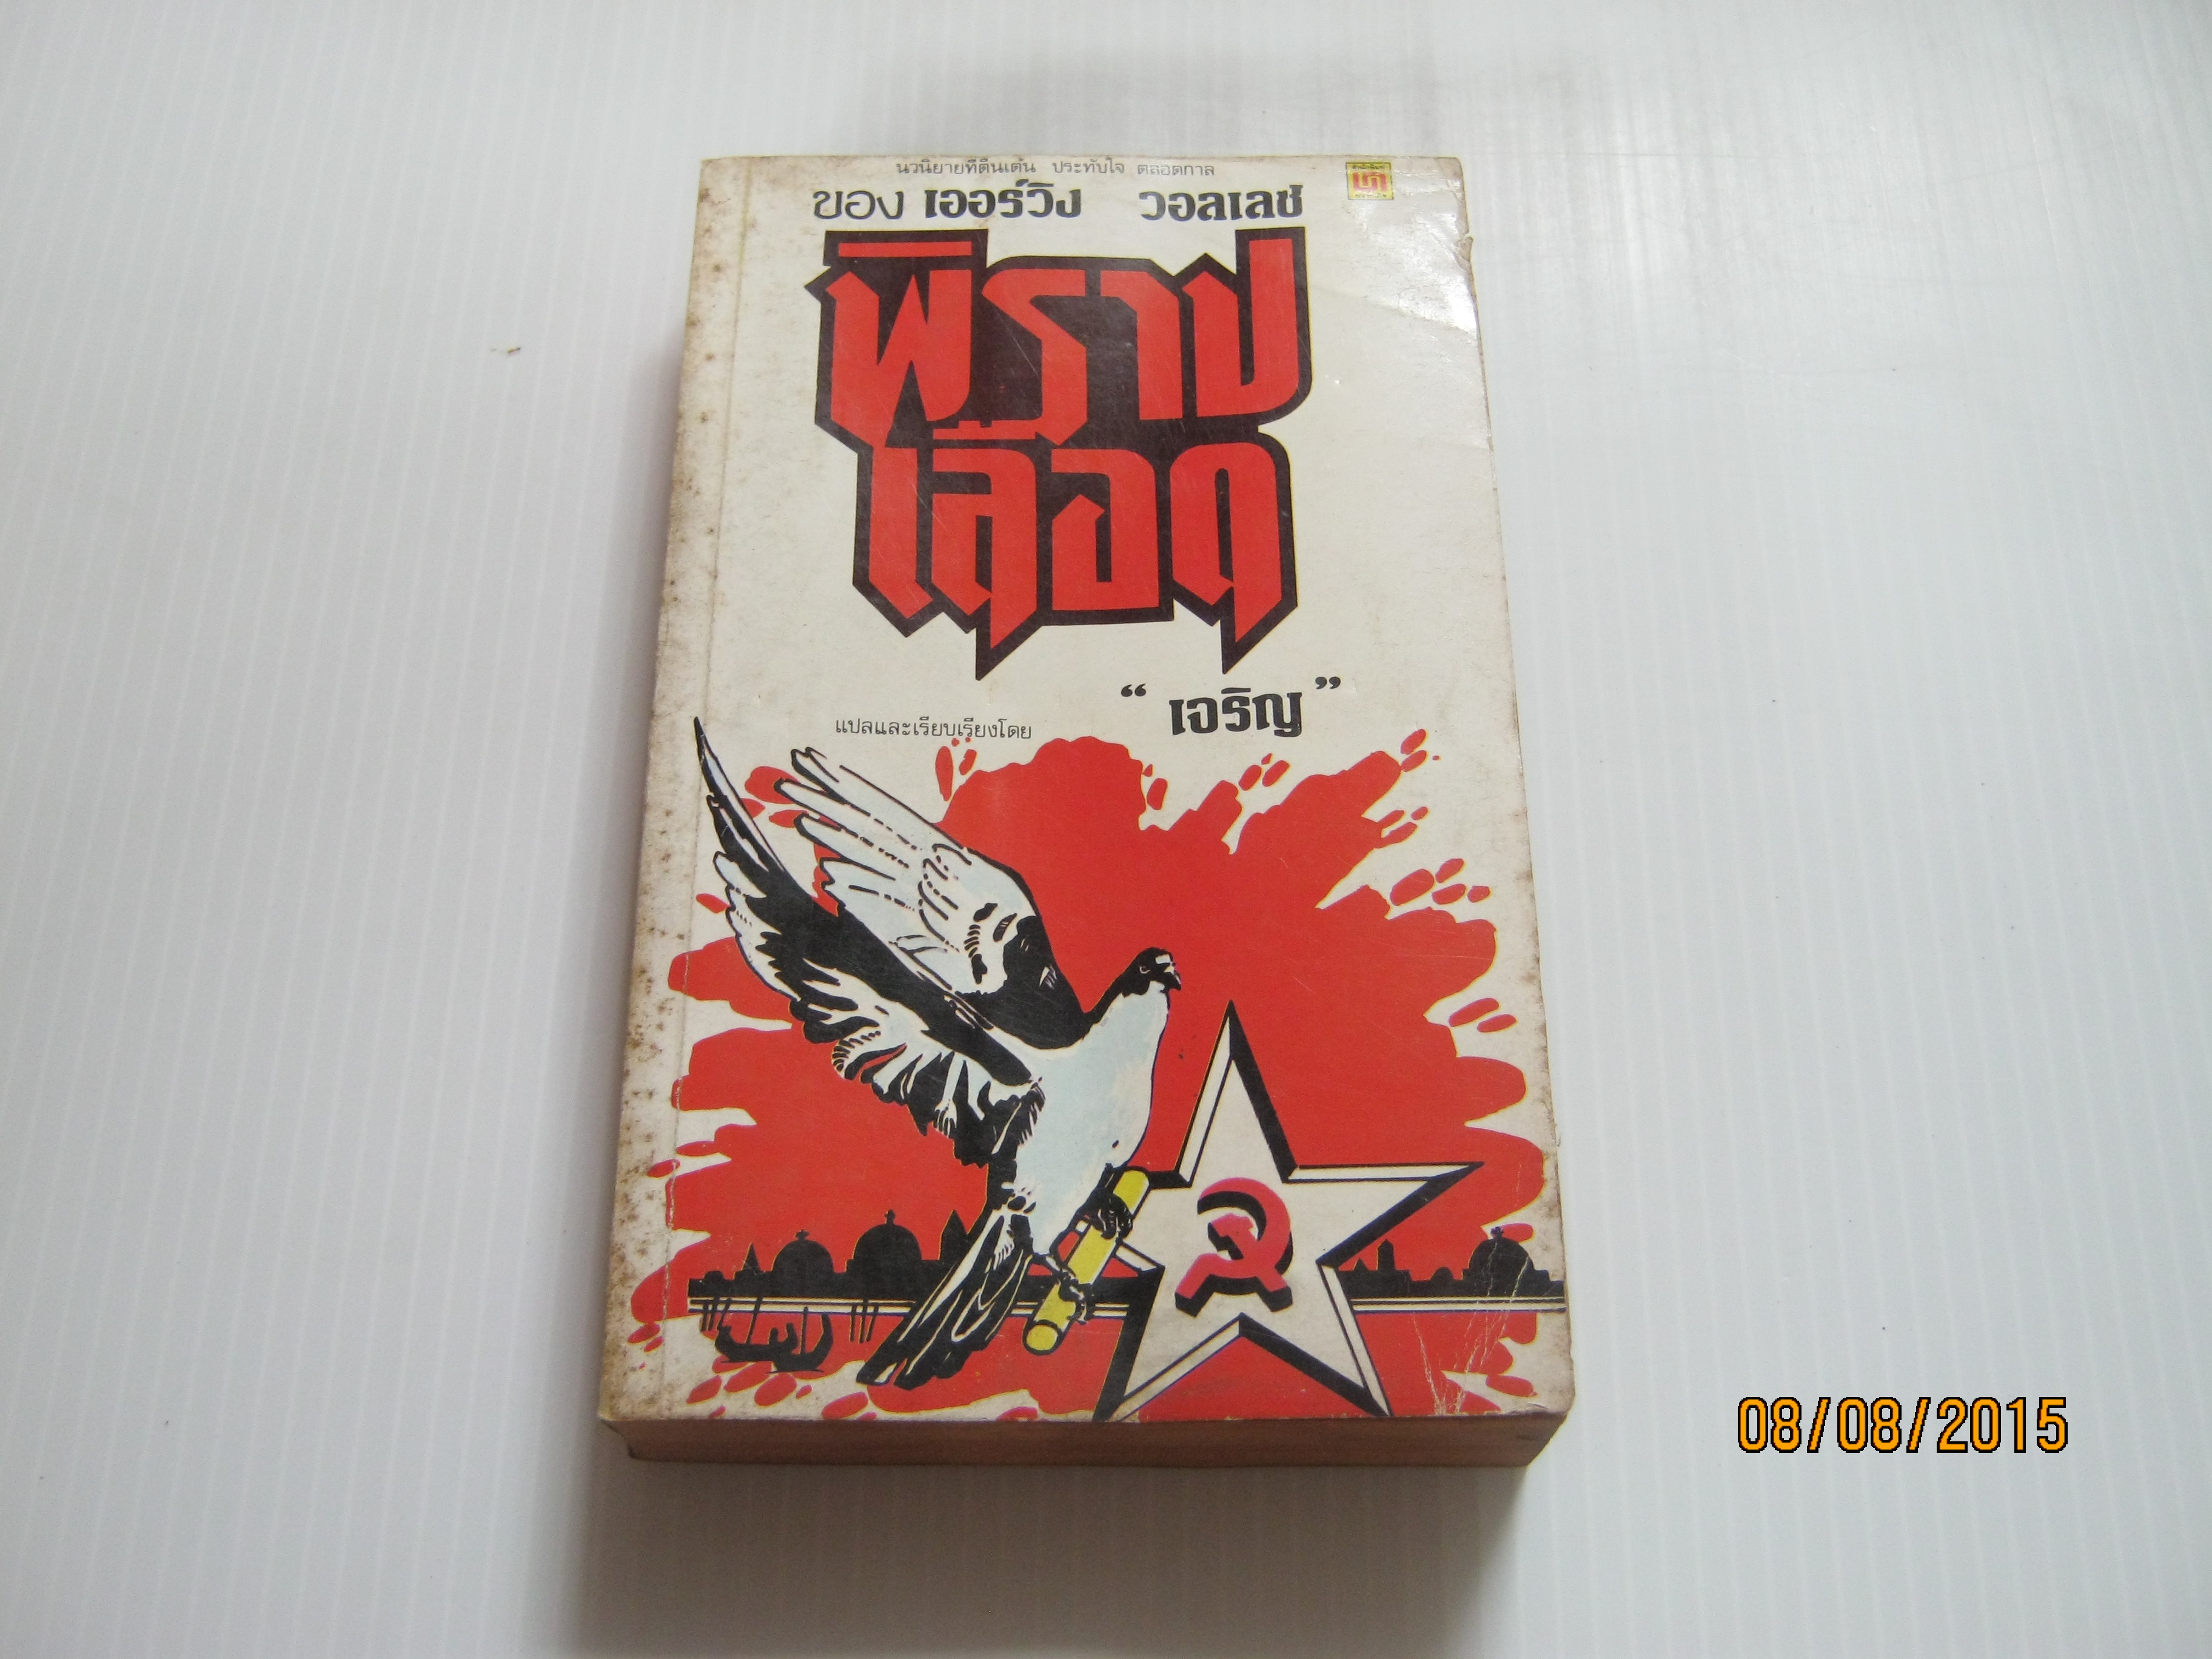 นวนิยายที่ตื่นเต้น ประทับใจ ตลอดกาล
ของ เออร์วิง วอลเลซ
พิราบ
เลือด
แปลและเรียบเรียงโดย “เจริญ”
08/08/2015